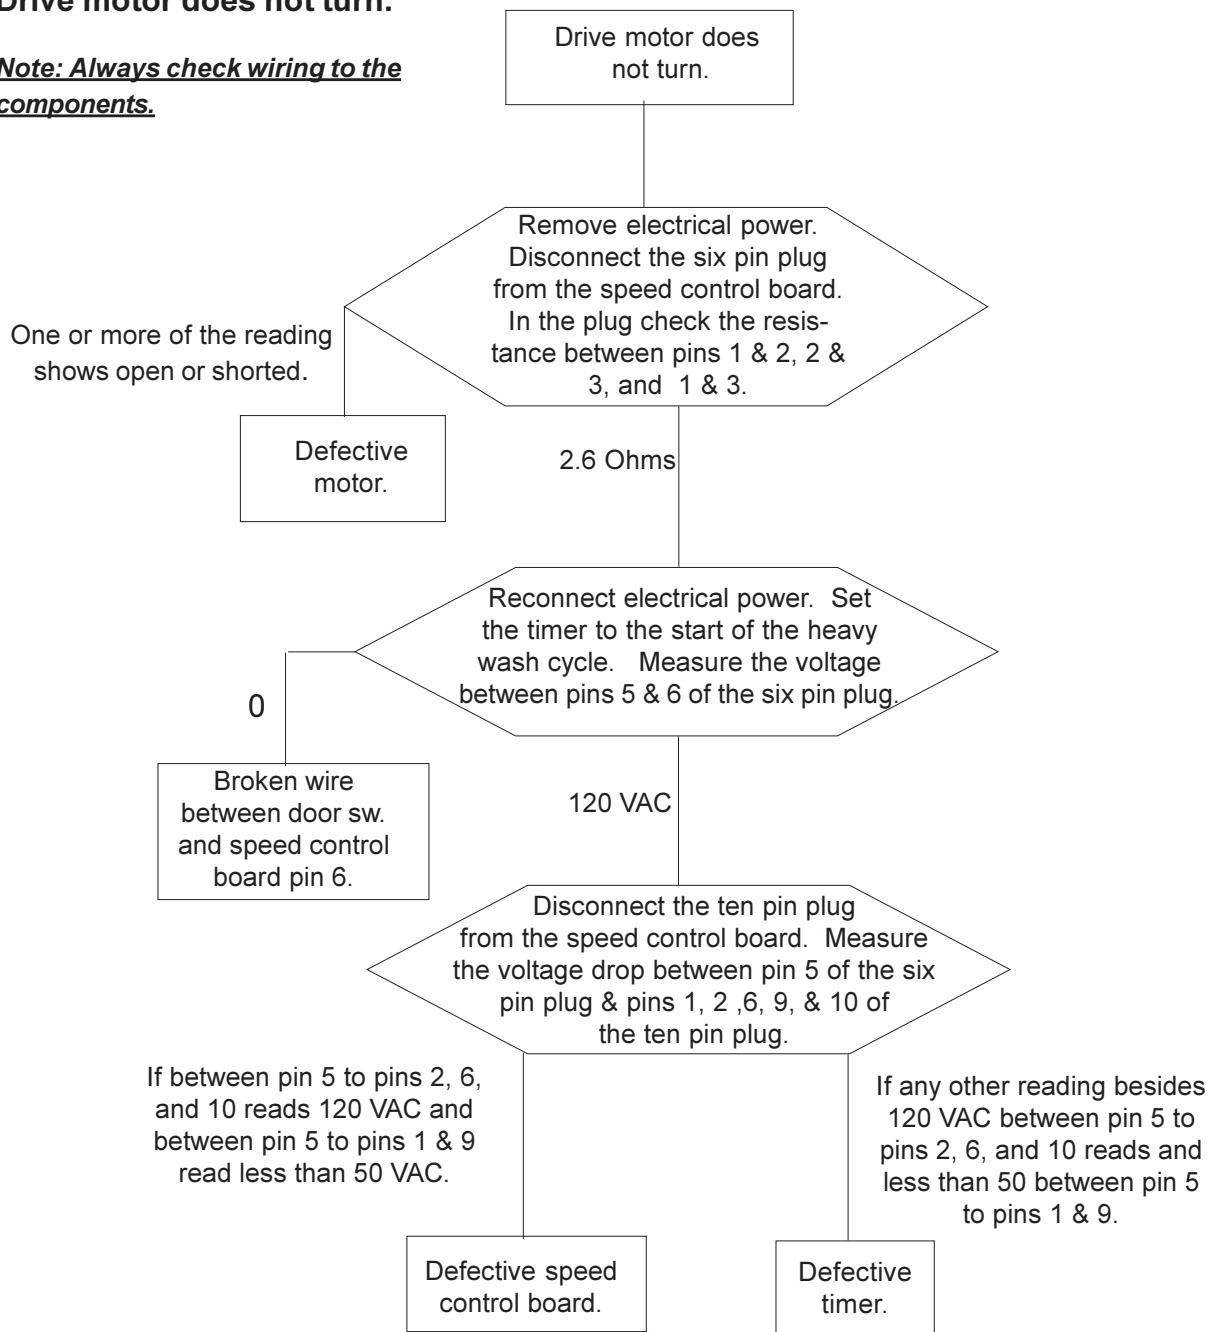 Drive motor does not turn.
Note: Always check wiring to the
components.
Drive motor does
not turn.
Remove electrical power.
Disconnect the six pin plug
from the speed control board.
In the plug check the resis-
tance between pins 1 & 2, 2 &
3, and 1 & 3.
One or more of the reading
shows open or shorted.
Defective
motor.
2.6 Ohms
Reconnect electrical power. Set
the timer to the start of the heavy
wash cycle. Measure the voltage
between pins 5 & 6 of the six pin plug.
0
Broken wire
between door sw.
and speed control
board pin 6.
120 VAC
Disconnect the ten pin plug
from the speed control board. Measure
the voltage drop between pin 5 of the six
pin plug & pins 1, 2 ,6, 9, & 10 of
the ten pin plug.
If between pin 5 to pins 2, 6,
and 10 reads 120 VAC and
between pin 5 to pins 1 & 9
read less than 50 VAC.
If any other reading besides
120 VAC between pin 5 to
pins 2, 6, and 10 reads and
less than 50 between pin 5
to pins 1 & 9.
Defective speed
control board.
Defective
timer.